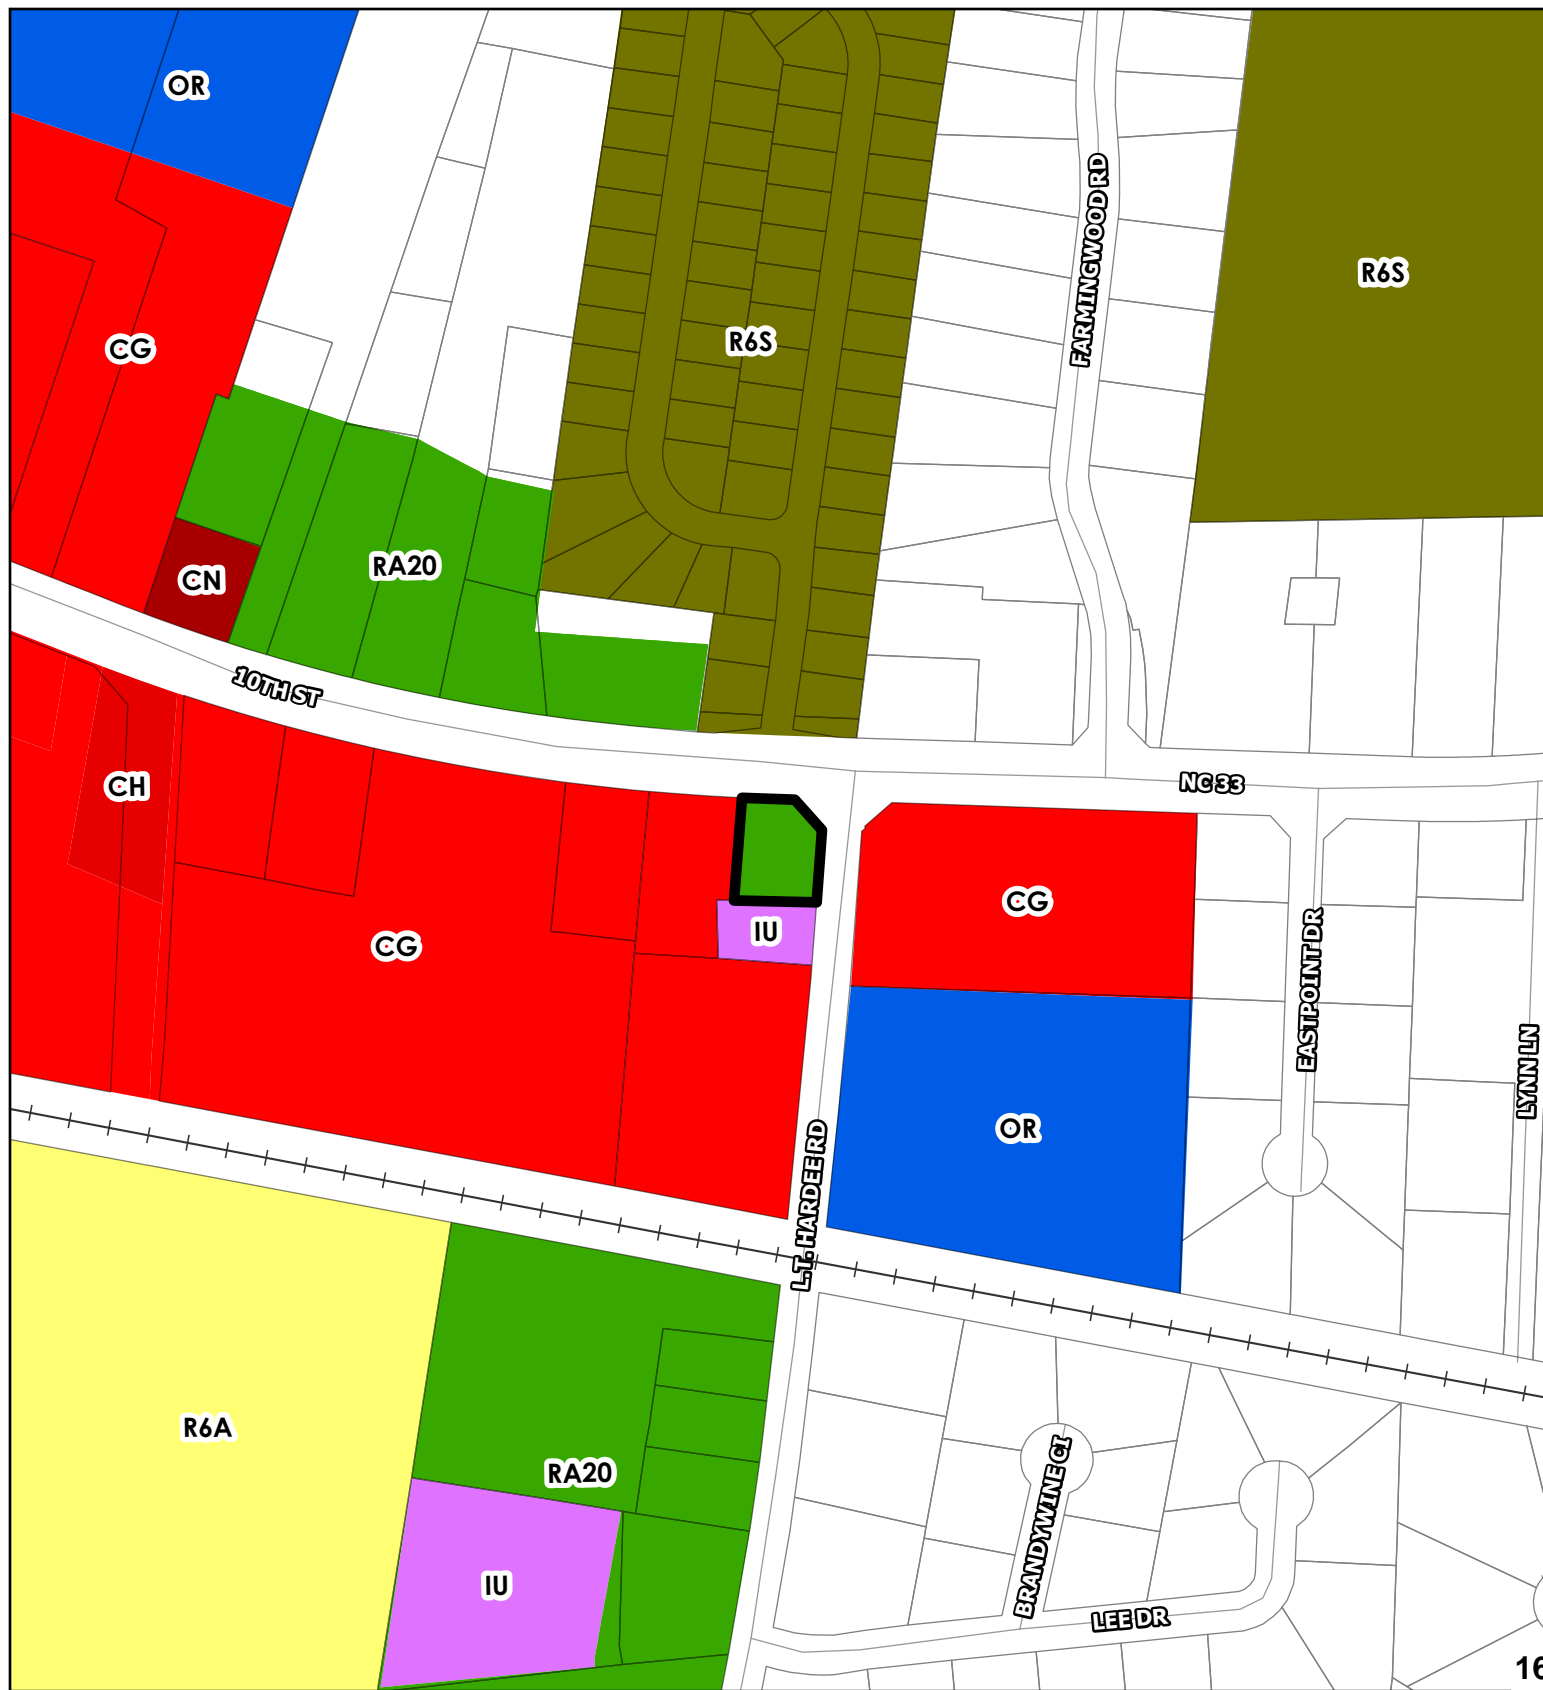 OR
FARMINGWOOD RD
R6S
R6S
CG
RA20
CN
10TH ST
CH
NC 33
CG
IU
CG
EASTPOINT DR
LYNN LN
OR
L.T. HARDEE RD
R6A
RA20
BRANDYWINE CI
IU
LEE DR
16